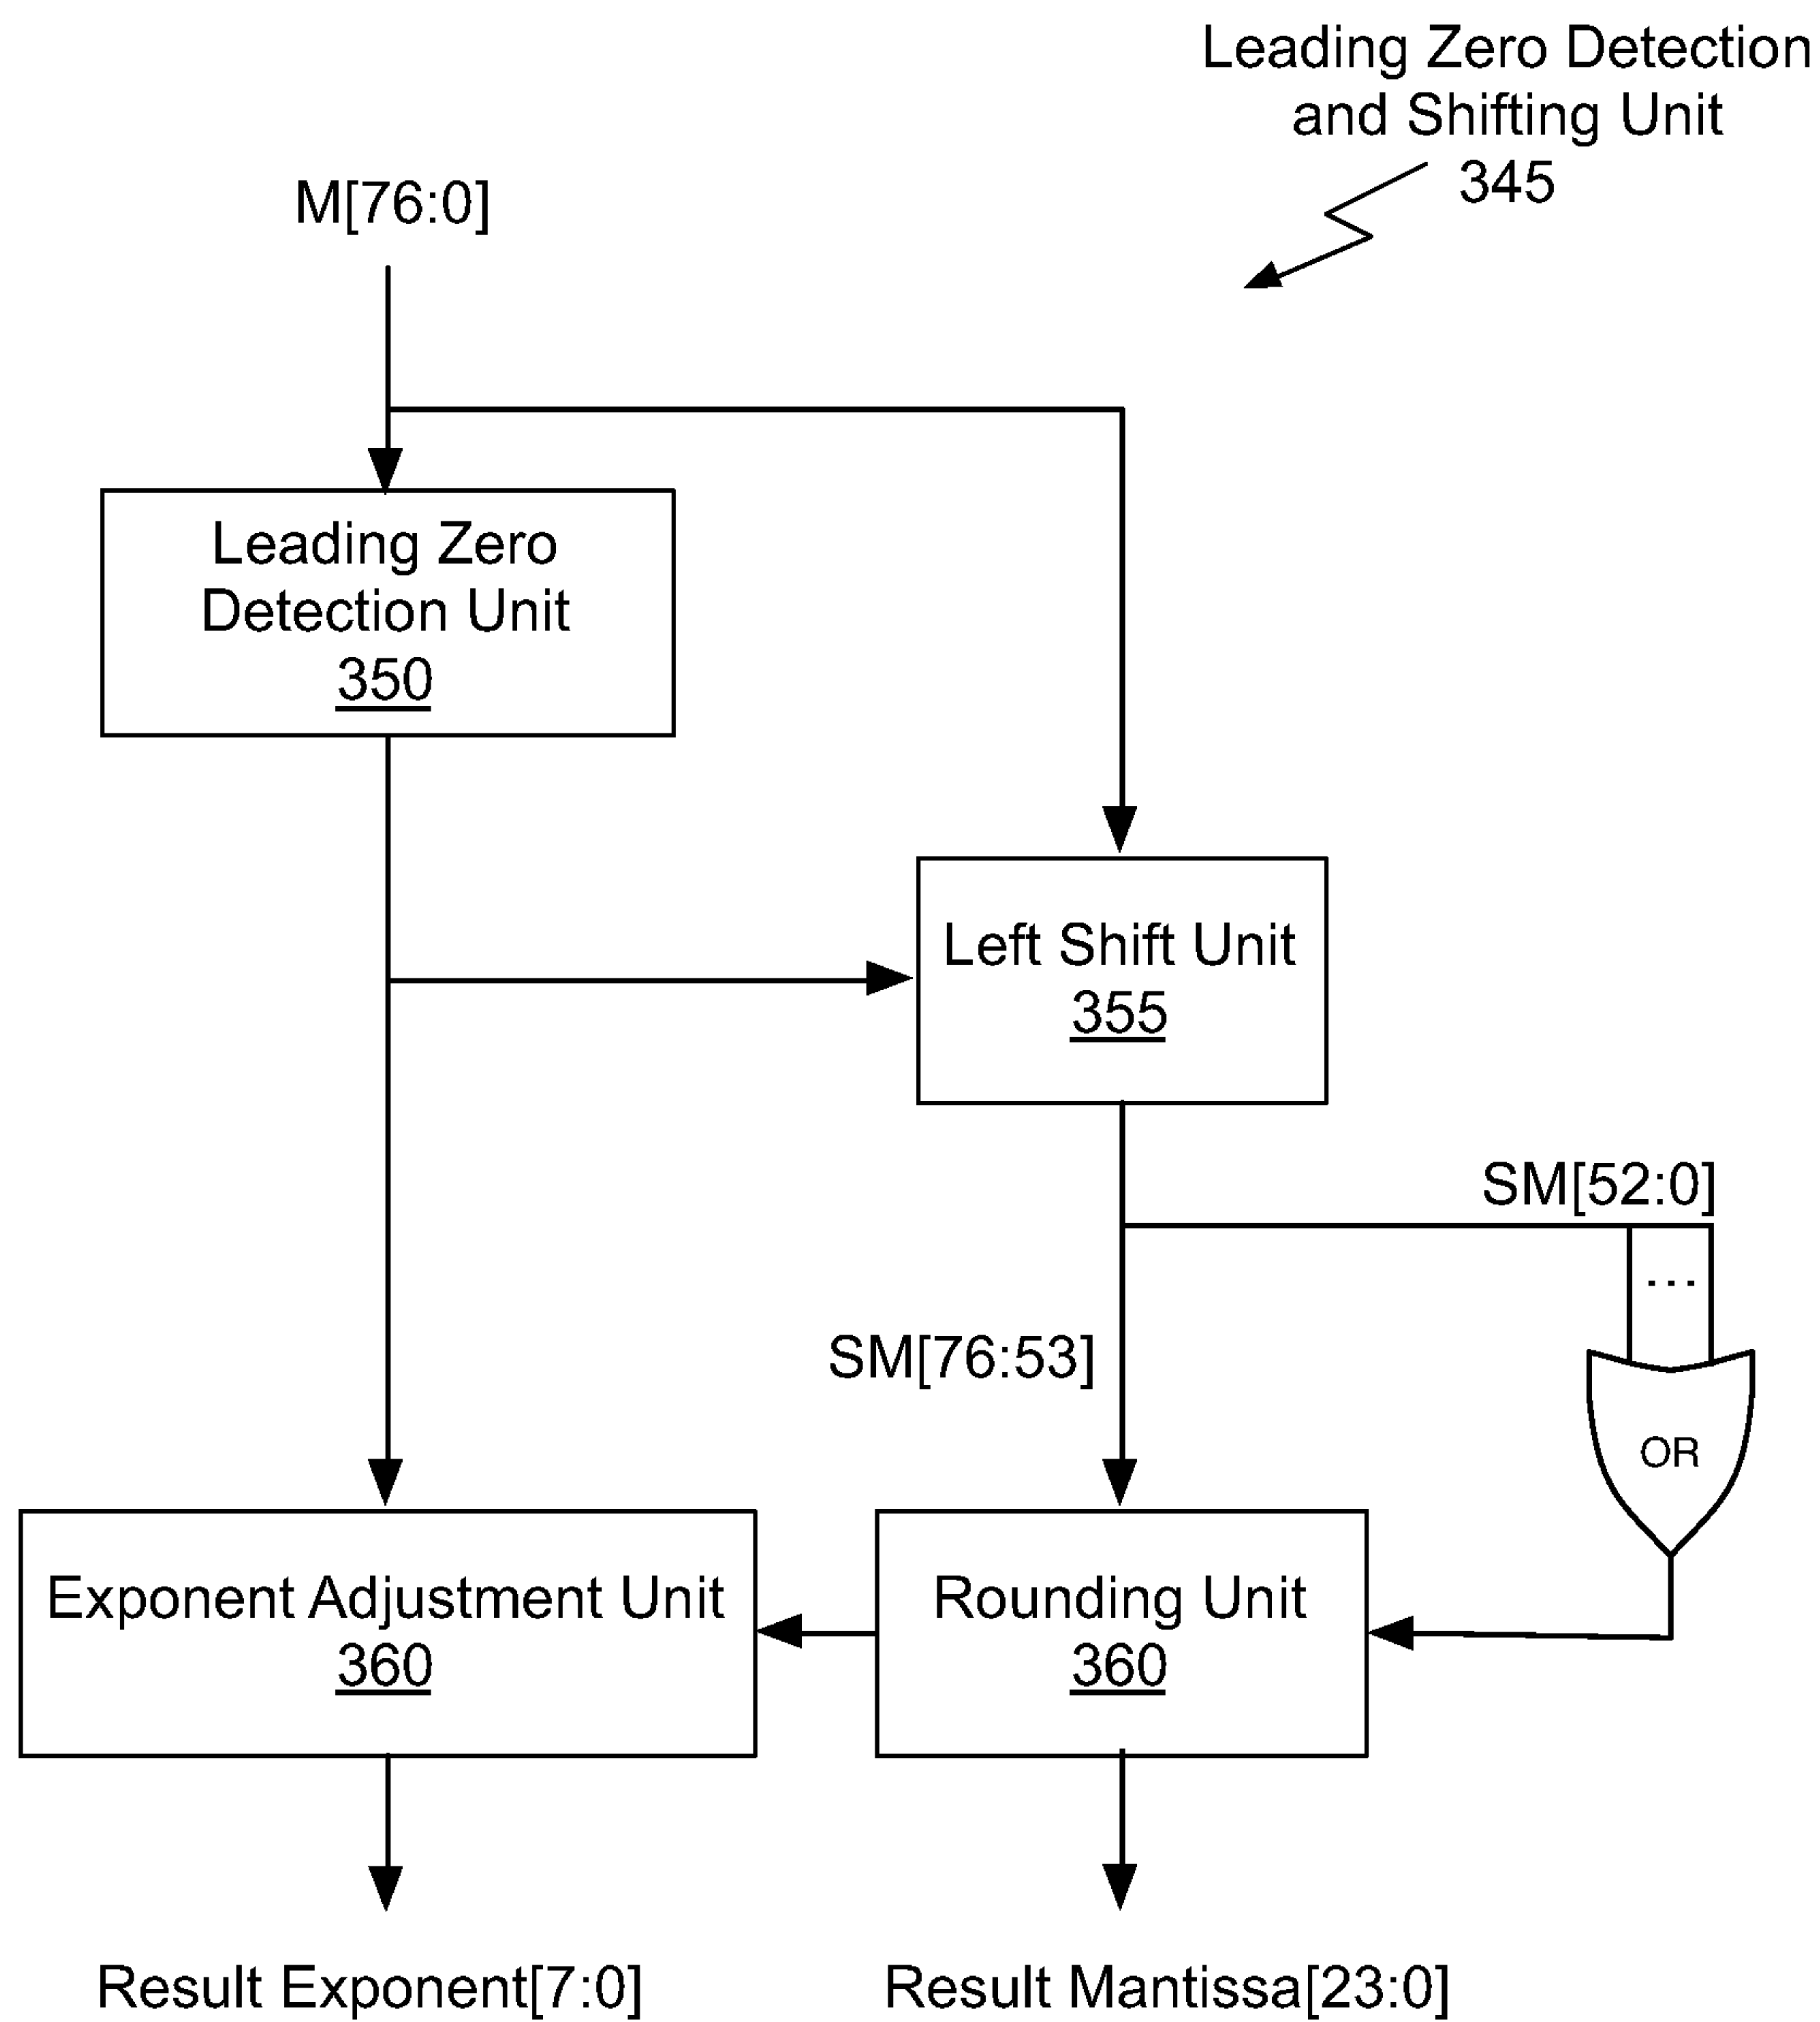 Leading Zero Detection
and Shifting Unit
345
M[76:0]
Leading Zero
Detection Unit
350
Left Shift Unit
355
SM[52:0]
...
SM[76:53]
OR
Exponent Adjustment Unit
360
Rounding Unit
360
Result Exponent[7:0]
Result Mantissa[23:0]